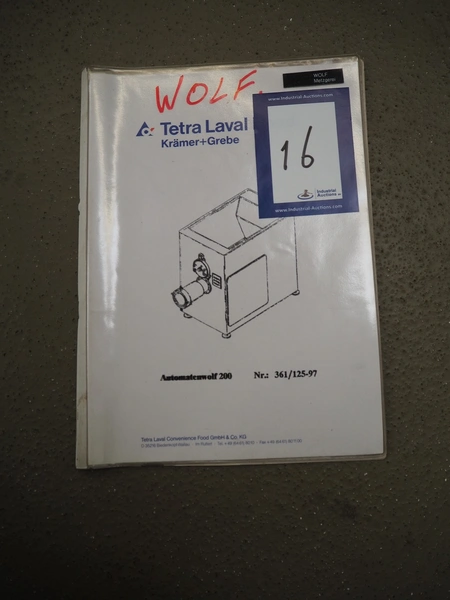 WOLF.
WOLF
Metzgerei
www.Industrial-Auctions.com
Tetra Laval
Krämer+Grebe
16
Industrial
Auctions
www.Industrial-Auctions.com
Automatenwolf 200 Nr.: 361/125-97
Tetra Laval Convenience Food GmbH & Co. KG